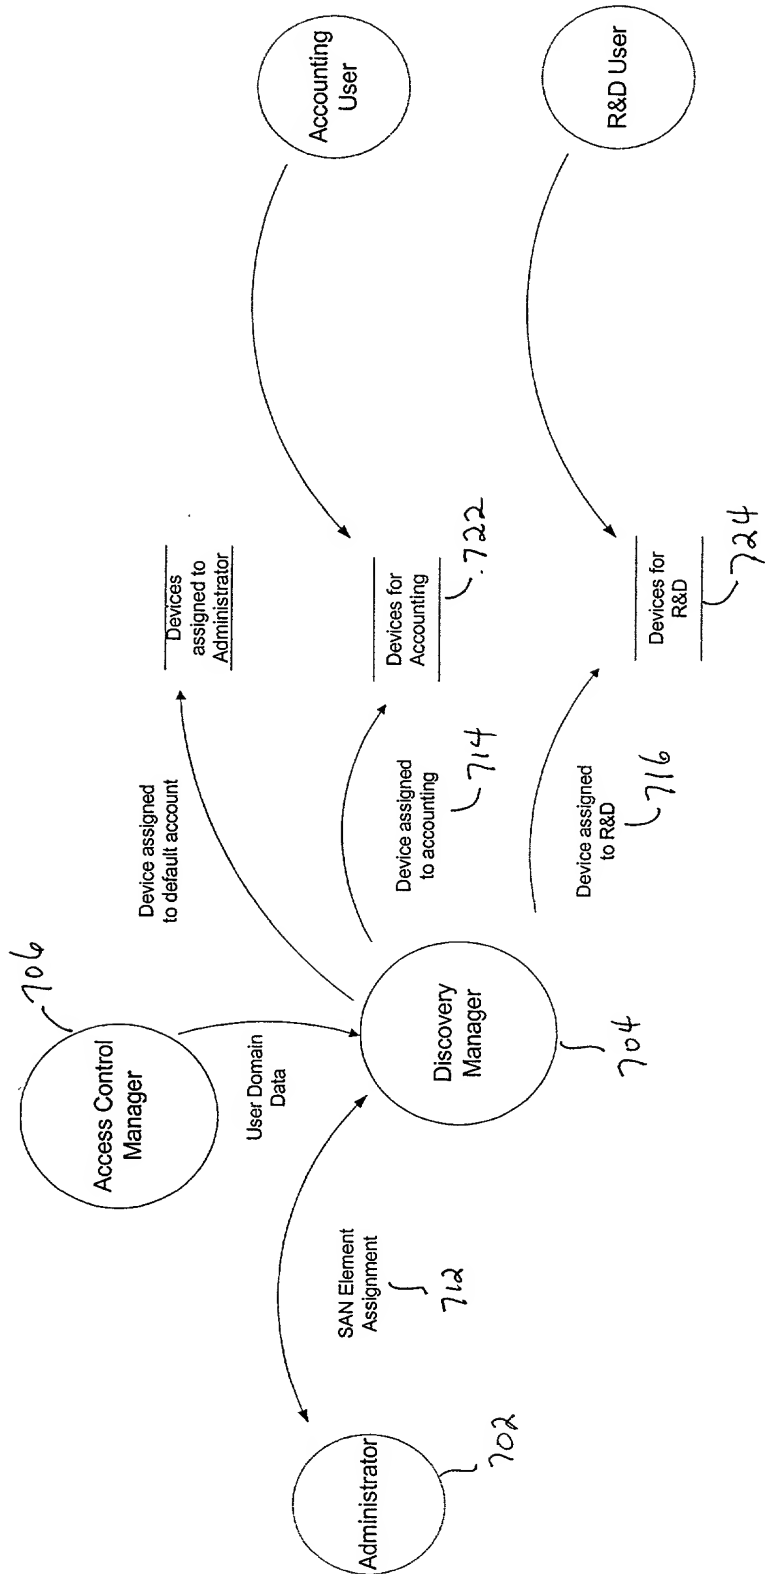 706
Access Control
Manager
User Domain
Data
Device assigned
to default account
Devices
assigned to
Administrator
Accounting
User
Administrator
702
SAN Element
Assignment
712
Discovery
Manager
704
Device assigned
to accounting
714
Devices for
Accounting
722
Device assigned
to R&D
716
Devices for
R&D
724
R&D User